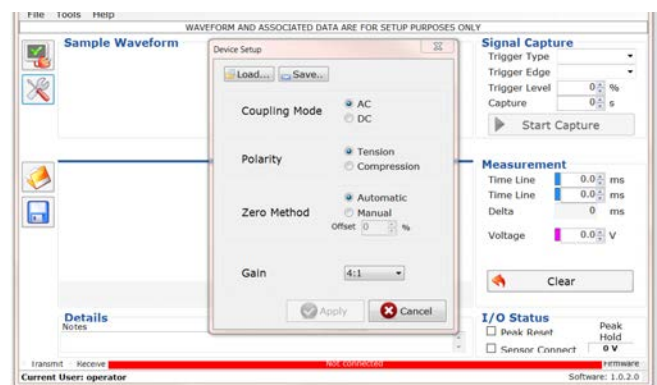 File Tools Help
WAVEFORM AND ASSOCIATED DATA ARE FOR SETUP PURPOSES ONLY
Sample Waveform
Device Setup
Load... Save..
Coupling Mode
AC
DC
Polarity
Tension
Compression
Zero Method
Automatic
Manual
Offset 0 %
Gain 4:1
Apply Cancel
Signal Capture
Trigger Type
Trigger Edge
Trigger Level 0 %
Capture 0 s
Start Capture
Measurement
Time Line 0.0 ms
Time Line 0.0 ms
Delta 0 ms
Voltage 0.0 V
Clear
Details
Notes
I/O Status
Peak Reset
Peak Hold
Sensor Connect 0 V
Transmit Receive Not connected Firmware
Current User: operator Software: 1.0.2.0